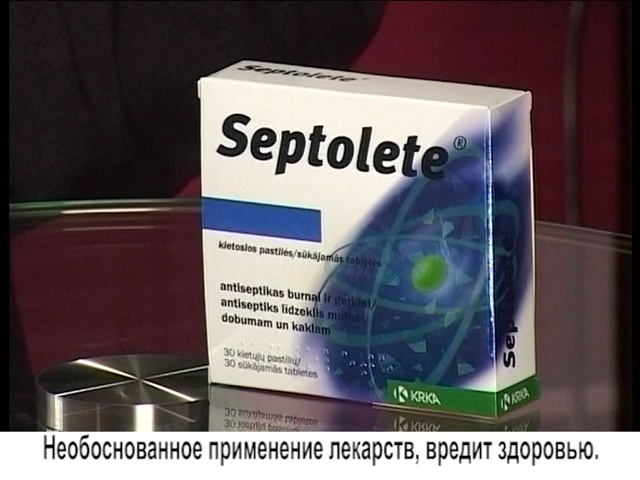 Septolete
Septolete®
kietosios pastilės/sūkājamās tabletes
antiseptikas burnai ir gerklei/
antiseptisks līdzeklis mutes
dobumam un kaklam
30 kietųjų pastilių/
30 sūkājamās tabletes
KRKA
KRKA
Septolete
Необоснованное применение лекарств, вредит здоровью.